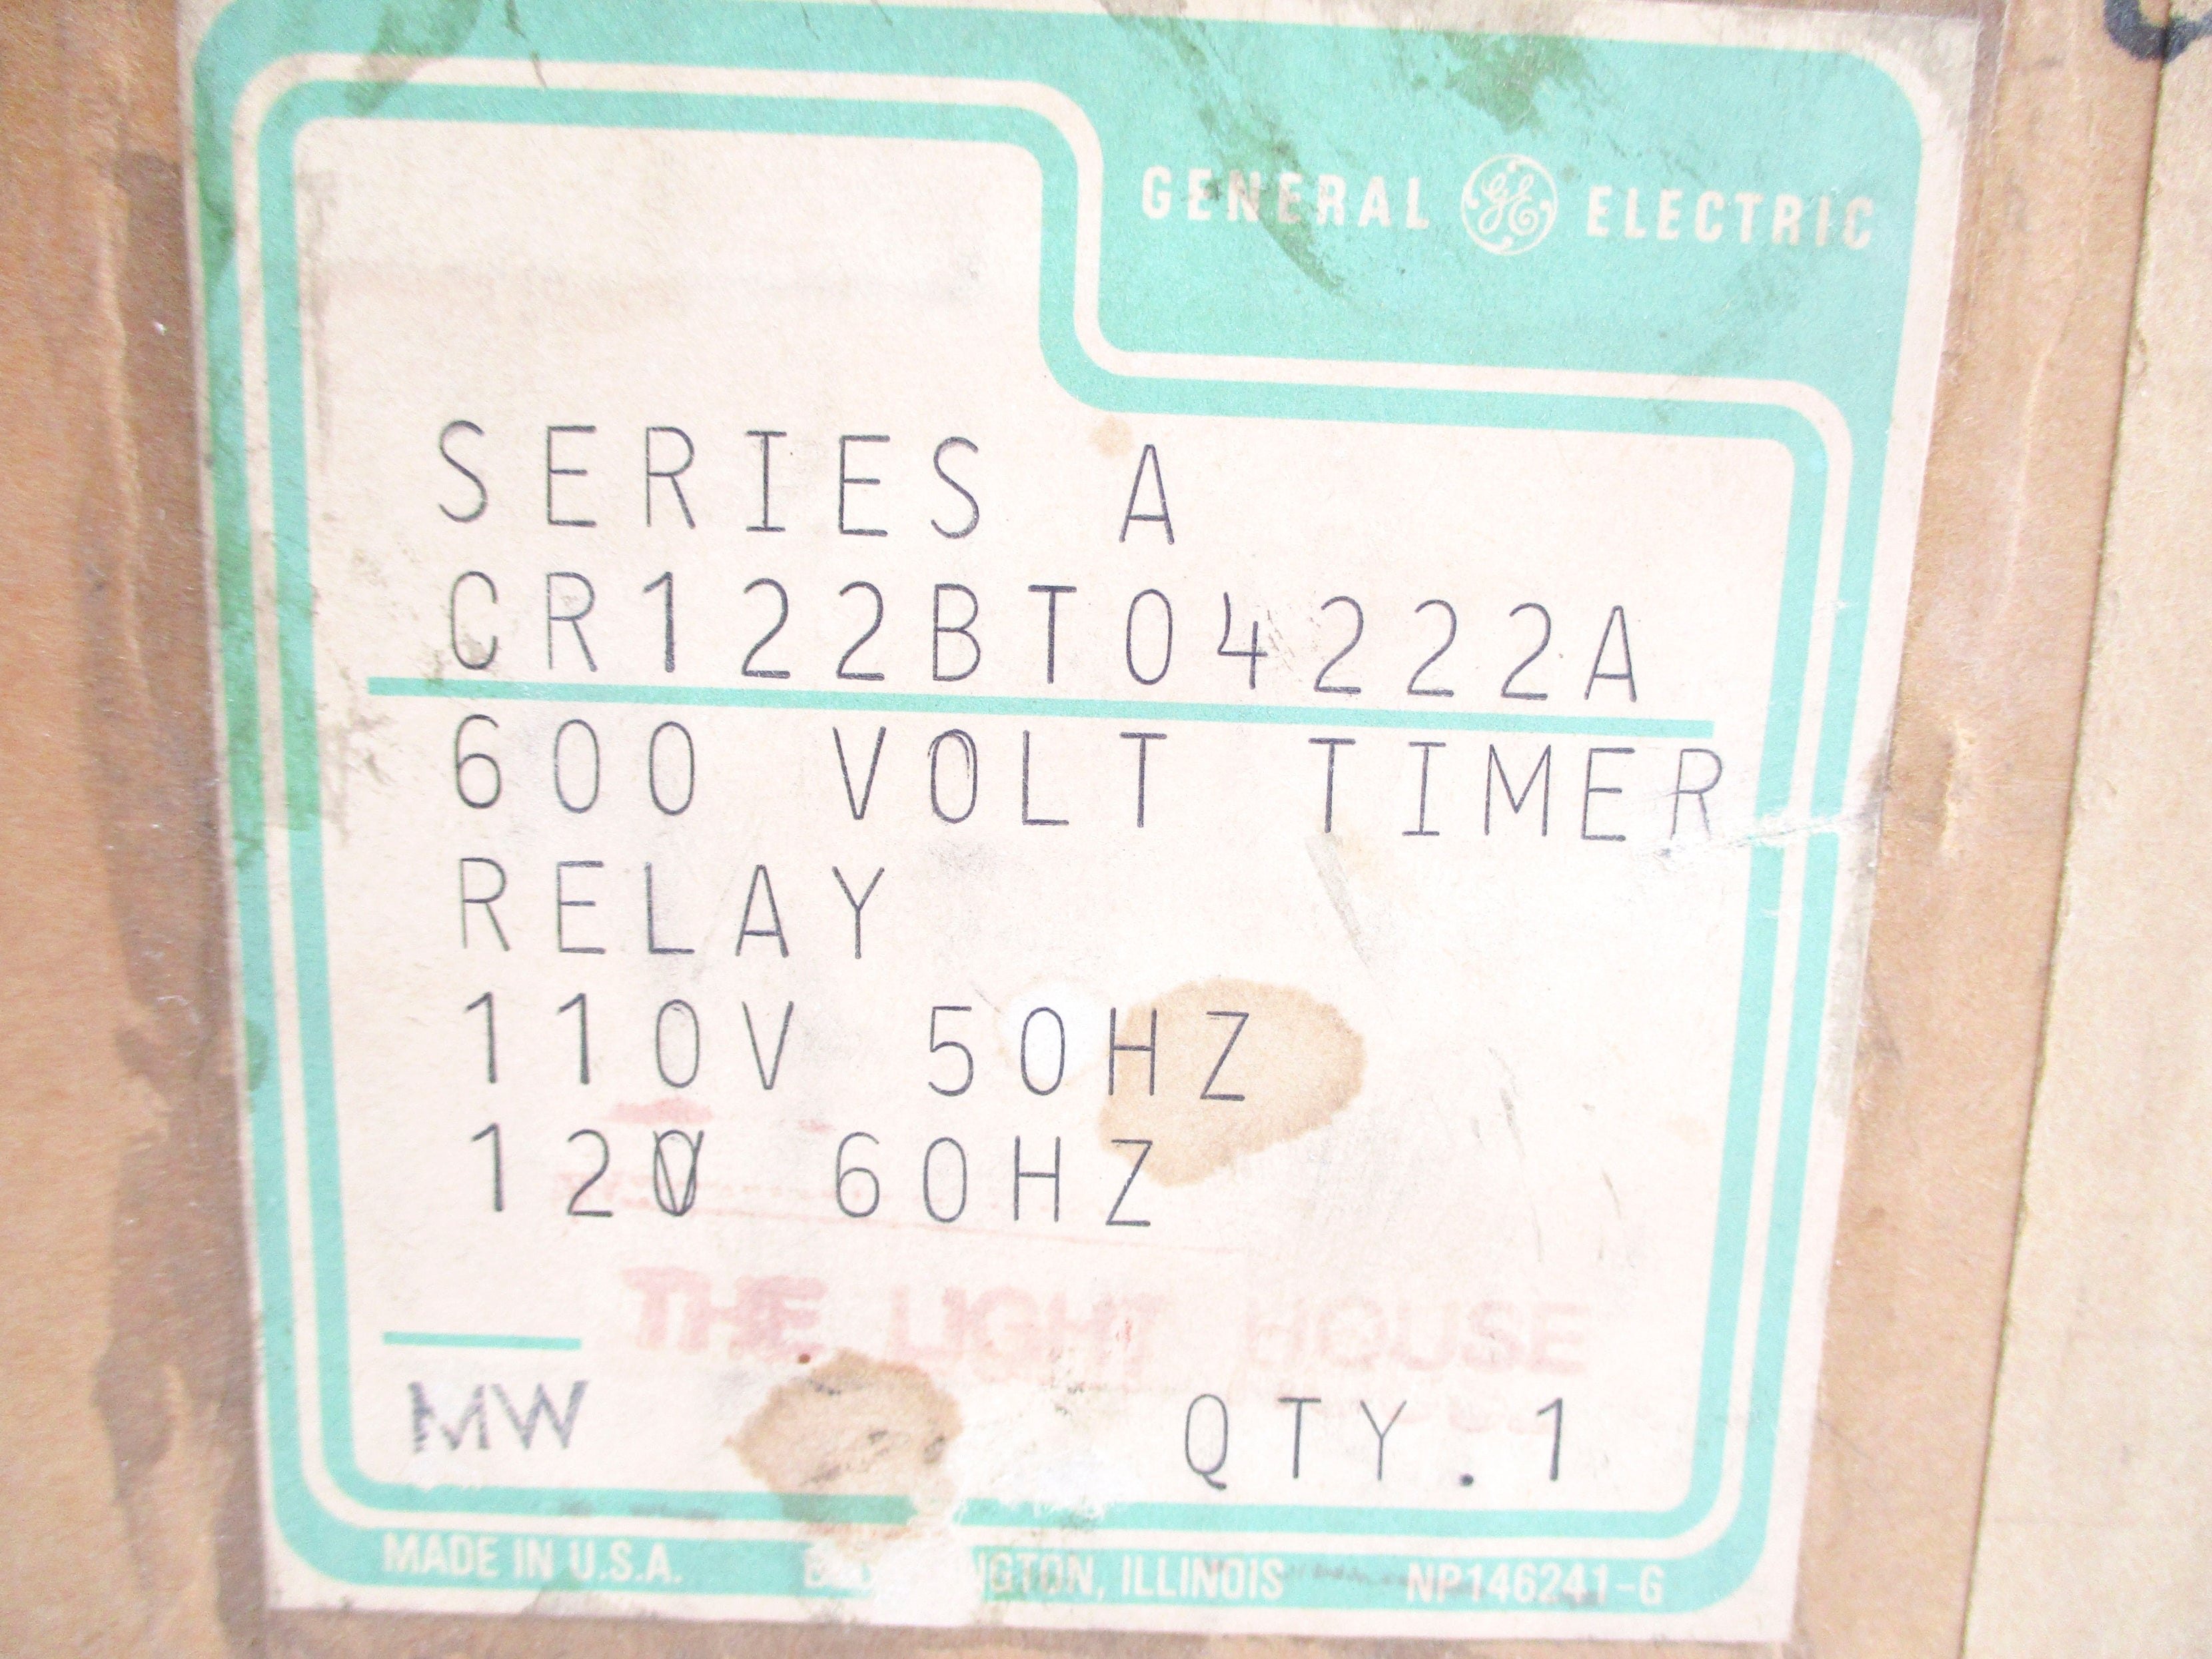 GENERAL GE ELECTRIC
SERIES A
CR122BT04222A
600 VOLT TIMER
RELAY
110V 50HZ
120V 60HZ
THE LIGHT HOUSE
MW
QTY.1
MADE IN U.S.A. ILLINOIS NP146241-G